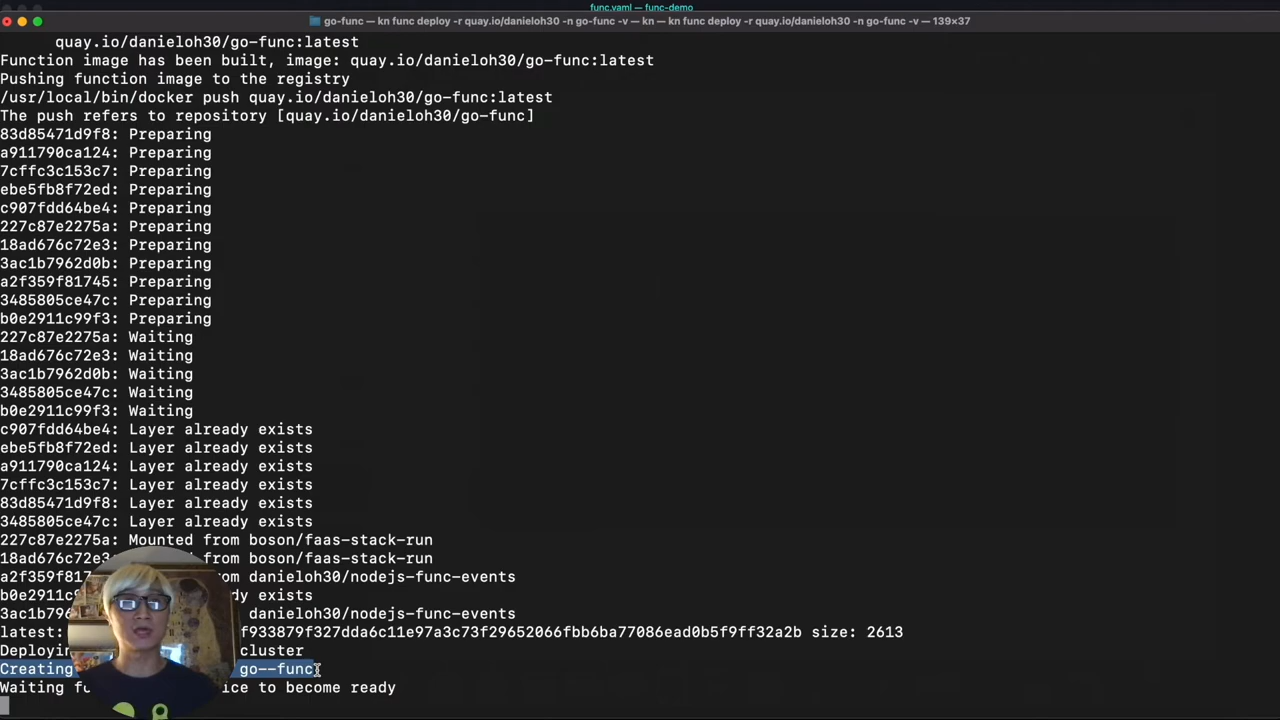 func.yaml — func-demo
go-func — kn func deploy -r quay.io/danieloh30 -n go-func -v — kn — kn func deploy -r quay.io/danieloh30 -n go-func -v — 139×37
quay.io/danieloh30/go-func:latest
Function image has been built, image: quay.io/danieloh30/go-func:latest
Pushing function image to the registry
/usr/local/bin/docker push quay.io/danieloh30/go-func:latest
The push refers to repository [quay.io/danieloh30/go-func]
83d85471d9f8: Preparing
a911790ca124: Preparing
7cffc3c153c7: Preparing
ebe5fb8f72ed: Preparing
c907fdd64be4: Preparing
227c87e2275a: Preparing
18ad676c72e3: Preparing
3ac1b7962d0b: Preparing
a2f359f81745: Preparing
3485805ce47c: Preparing
b0e2911c99f3: Preparing
227c87e2275a: Waiting
18ad676c72e3: Waiting
3ac1b7962d0b: Waiting
3485805ce47c: Waiting
b0e2911c99f3: Waiting
c907fdd64be4: Layer already exists
ebe5fb8f72ed: Layer already exists
a911790ca124: Layer already exists
7cffc3c153c7: Layer already exists
83d85471d9f8: Layer already exists
3485805ce47c: Layer already exists
227c87e2275a: Mounted from boson/faas-stack-run
18ad676c72e from boson/faas-stack-run
a2f359f817 danieloh30/nodejs-func-events
b0e2911c9 exists
3ac1b796 danieloh30/nodejs-func-events
latest: f933879f327dda6c11e97a3c73f29652066fbb6ba77086ead0b5f9ff32a2b size: 2613
Deployin cluster
Creating go--func
Waiting fo ice to become ready